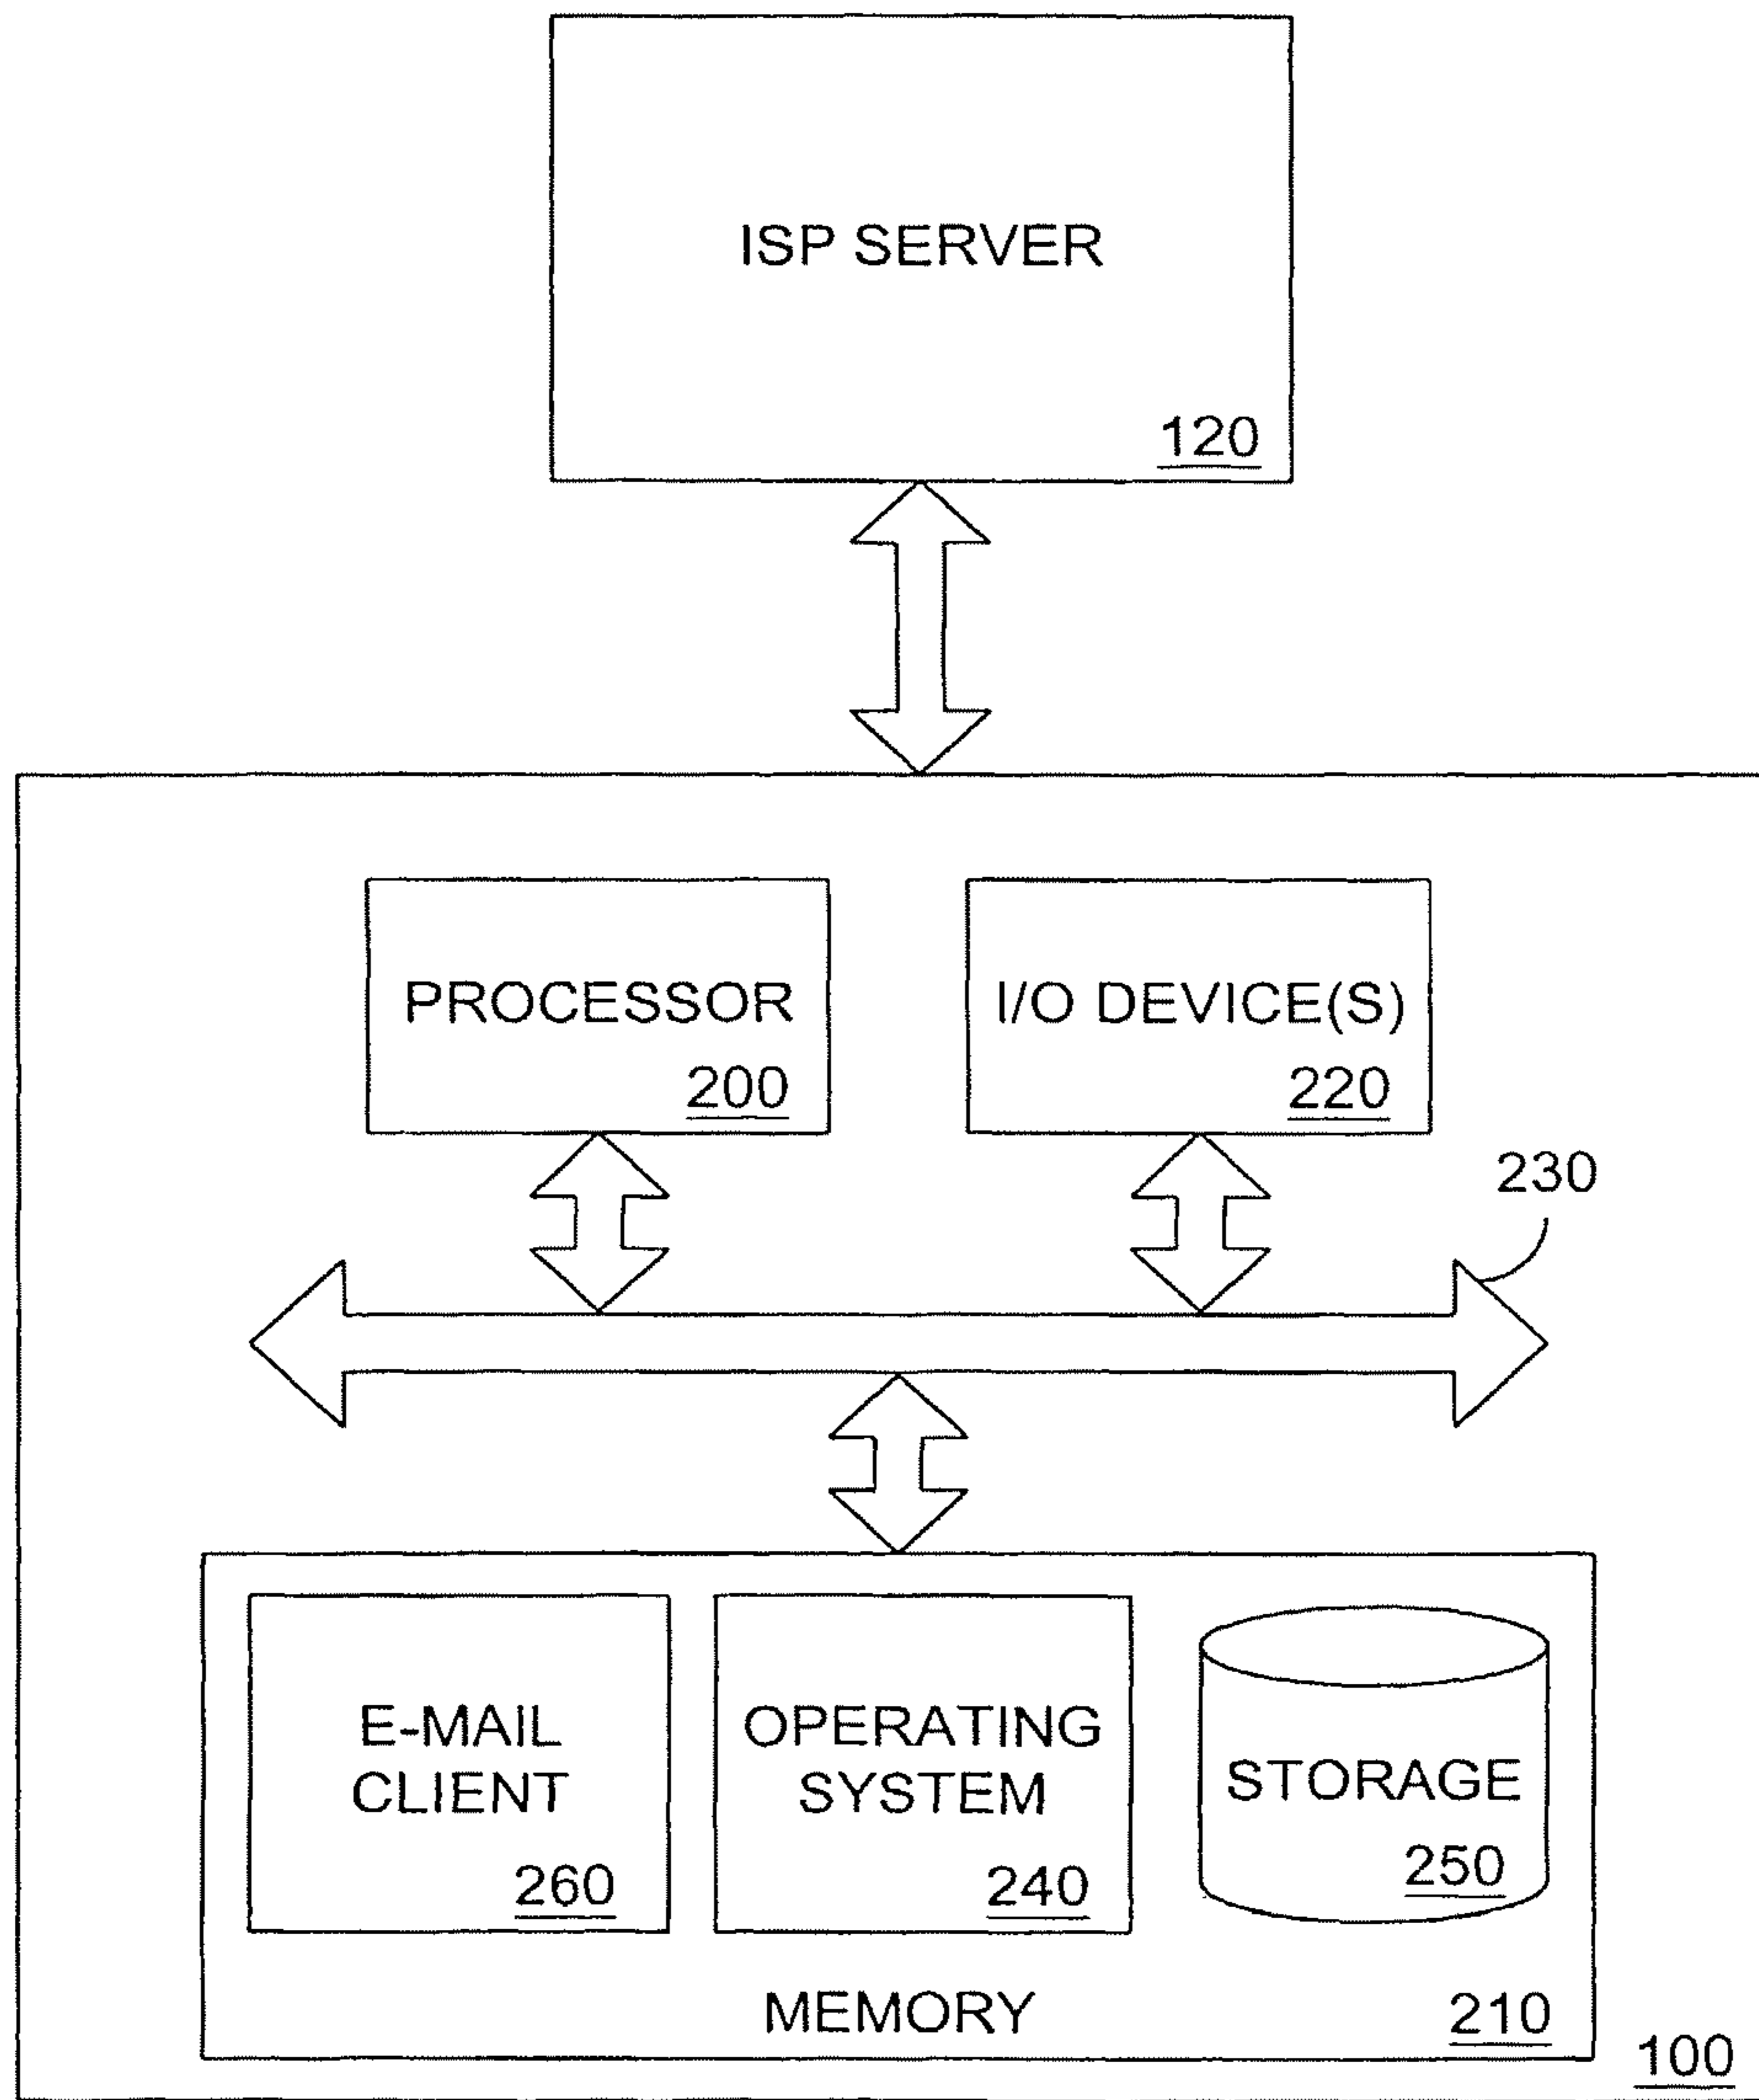 ISP SERVER
120
PROCESSOR
200
I/O DEVICE(S)
220
230
E-MAIL
CLIENT
260
OPERATING
SYSTEM
240
STORAGE
250
MEMORY
210
100